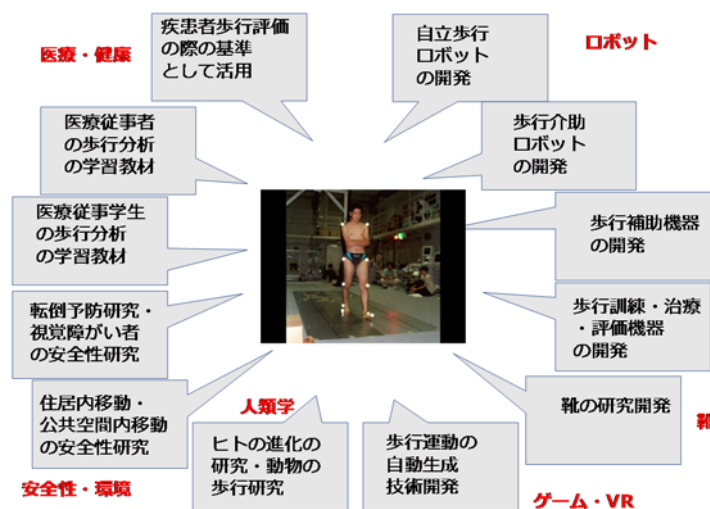 医療・健康
疾患者歩行評価
の際の基準
として活用
自立歩行
ロボット
の開発
ロボット
医療従事者
の歩行分析
の学習教材
歩行介助
ロボット
の開発
医療従事学生
の歩行分析
の学習教材
歩行補助機器
の開発
転倒予防研究・
視覚障がい者
の安全性研究
歩行訓練・治療
・評価機器
の開発
住居内移動・
公共空間内移動
の安全性研究
人類学
靴の研究開発
靴
ヒトの進化の
研究・動物の
歩行研究
歩行運動の
自動生成
技術開発
安全性・環境
ゲーム・VR